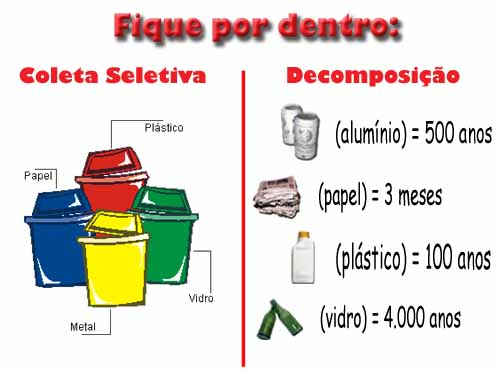 Fique por dentro:
Coleta Seletiva
Plástico
Papel
Vidro
Metal
Decomposição
(alumínio) = 500 anos
(papel) = 3 meses
(plástico) = 100 anos
(vidro) = 4.000 anos